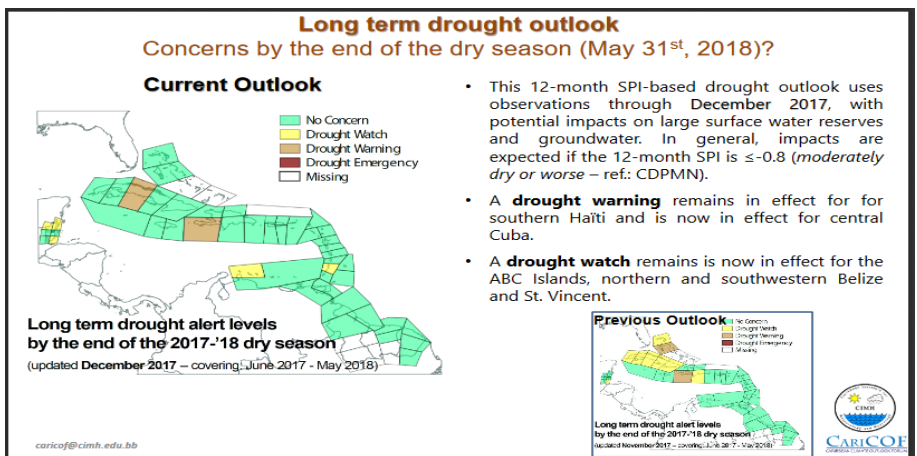 Long term drought outlook
Concerns by the end of the dry season (May 31st, 2018)?
Current Outlook
No Concern
Drought Watch
Drought Warning
Drought Emergency
Missing
Long term drought alert levels
by the end of the 2017-'18 dry season
(updated December 2017 – covering: June 2017 - May 2018)
caricof@cimh.edu.bb
• This 12-month SPI-based drought outlook uses
observations through December 2017, with
potential impacts on large surface water reserves
and groundwater. In general, impacts are
expected if the 12-month SPI is ≤-0.8 (moderately
dry or worse – ref.: CDPMN).
• A drought warning remains in effect for for
southern Haïti and is now in effect for central
Cuba.
• A drought watch remains is now in effect for the
ABC Islands, northern and southwestern Belize
and St. Vincent.
Previous Outlook
No Concern
Drought Watch
Drought Warning
Drought Emergency
Missing
Long term drought alert levels
by the end of the 2017-'18 dry season
(updated November 2017 – covering: June 2017 - May 2018)
CIMH
CARICOF